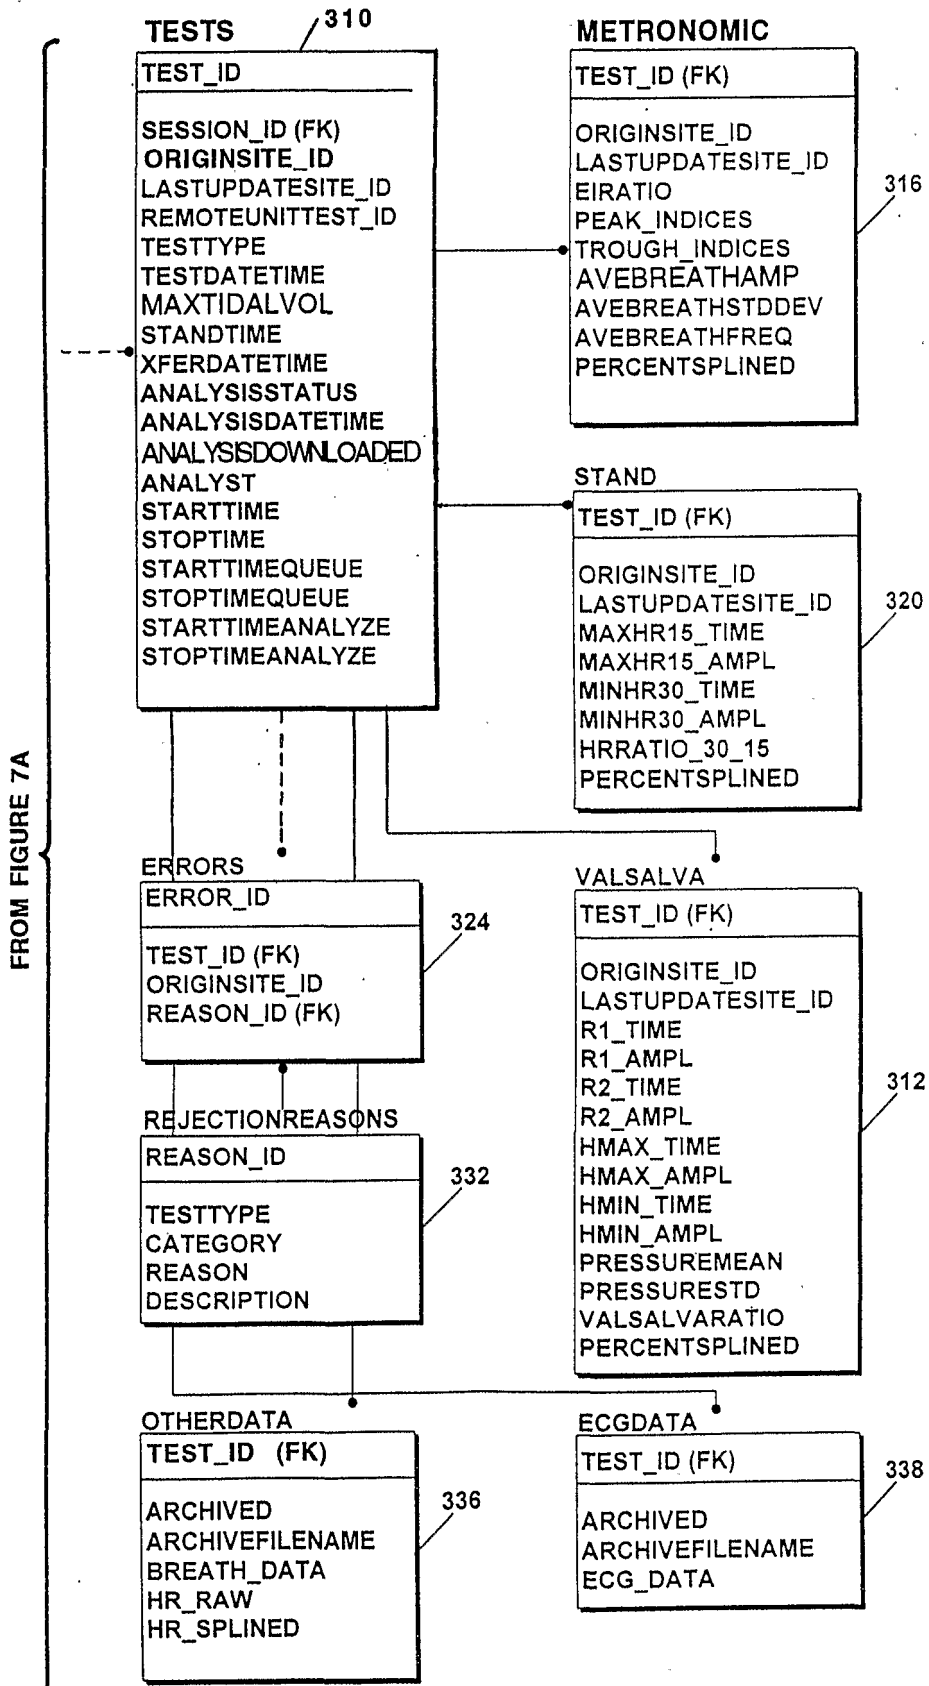 FROM FIGURE 7A
TESTS
310
TEST_ID
SESSION_ID (FK)
ORIGINSITE_ID
LASTUPDATESITE_ID
REMOTEUNITTEST_ID
TESTTYPE
TESTDATETIME
MAXTIDALVOL
STANDTIME
XFERDATETIME
ANALYSISSTATUS
ANALYSISDATETIME
ANALYSISDOWNLOADED
ANALYST
STARTTIME
STOPTIME
STARTTIMEQUEUE
STOPTIMEQUEUE
STARTTIMEANALYZE
STOPTIMEANALYZE
METRONOMIC
TEST_ID (FK)
ORIGINSITE_ID
LASTUPDATESITE_ID
EIRATIO
PEAK_INDICES
TROUGH_INDICES
AVEBREATHAMP
AVEBREATHSTDDEV
AVEBREATHFREQ
PERCENTSPLINED
316
STAND
TEST_ID (FK)
ORIGINSITE_ID
LASTUPDATESITE_ID
MAXHR15_TIME
MAXHR15_AMPL
MINHR30_TIME
MINHR30_AMPL
HRRATIO_30_15
PERCENTSPLINED
320
ERRORS
ERROR_ID
TEST_ID (FK)
ORIGINSITE_ID
REASON_ID (FK)
324
VALSALVA
TEST_ID (FK)
ORIGINSITE_ID
LASTUPDATESITE_ID
R1_TIME
R1_AMPL
R2_TIME
R2_AMPL
HMAX_TIME
HMAX_AMPL
HMIN_TIME
HMIN_AMPL
PRESSUREMEAN
PRESSURESTD
VALSALVARATIO
PERCENTSPLINED
312
REJECTIONREASONS
REASON_ID
TESTTYPE
CATEGORY
REASON
DESCRIPTION
332
OTHERDATA
TEST_ID (FK)
ARCHIVED
ARCHIVEFILENAME
BREATH_DATA
HR_RAW
HR_SPLINED
336
ECGDATA
TEST_ID (FK)
ARCHIVED
ARCHIVEFILENAME
ECG_DATA
338